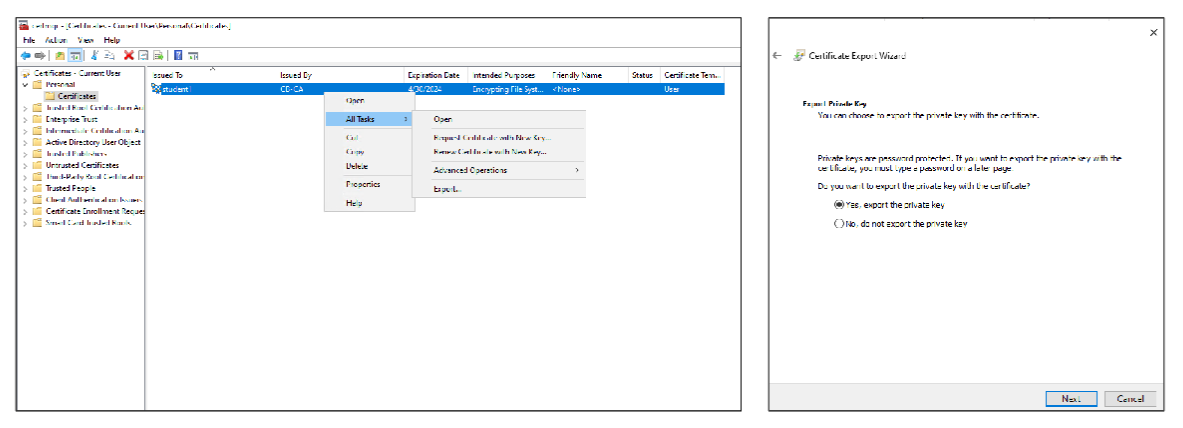 certmgr - [Certificates - Current User\Personal\Certificates]
File Action View Help
Certificates - Current User
Personal
Certificates
Trusted Root Certification Au
Enterprise Trust
Intermediate Certification Au
Active Directory User Object
Trusted Publishers
Untrusted Certificates
Third-Party Root Certification
Trusted People
Client Authentication Issuers
Certificate Enrollment Reques
Smart Card Trusted Roots
Issued To Issued By Expiration Date Intended Purposes Friendly Name Status Certificate Tem...
student1 CB-CA 4/30/2024 Encrypting File Syst... <None> User
Open
All Tasks
Cut
Copy
Delete
Properties
Help
Open
Request Certificate with New Key...
Renew Certificate with New Key...
Advanced Operations
Export...
Certificate Export Wizard
Export Private Key
You can choose to export the private key with the certificate.
Private keys are password protected. If you want to export the private key with the
certificate, you must type a password on a later page.
Do you want to export the private key with the certificate?
Yes, export the private key
No, do not export the private key
Next Cancel